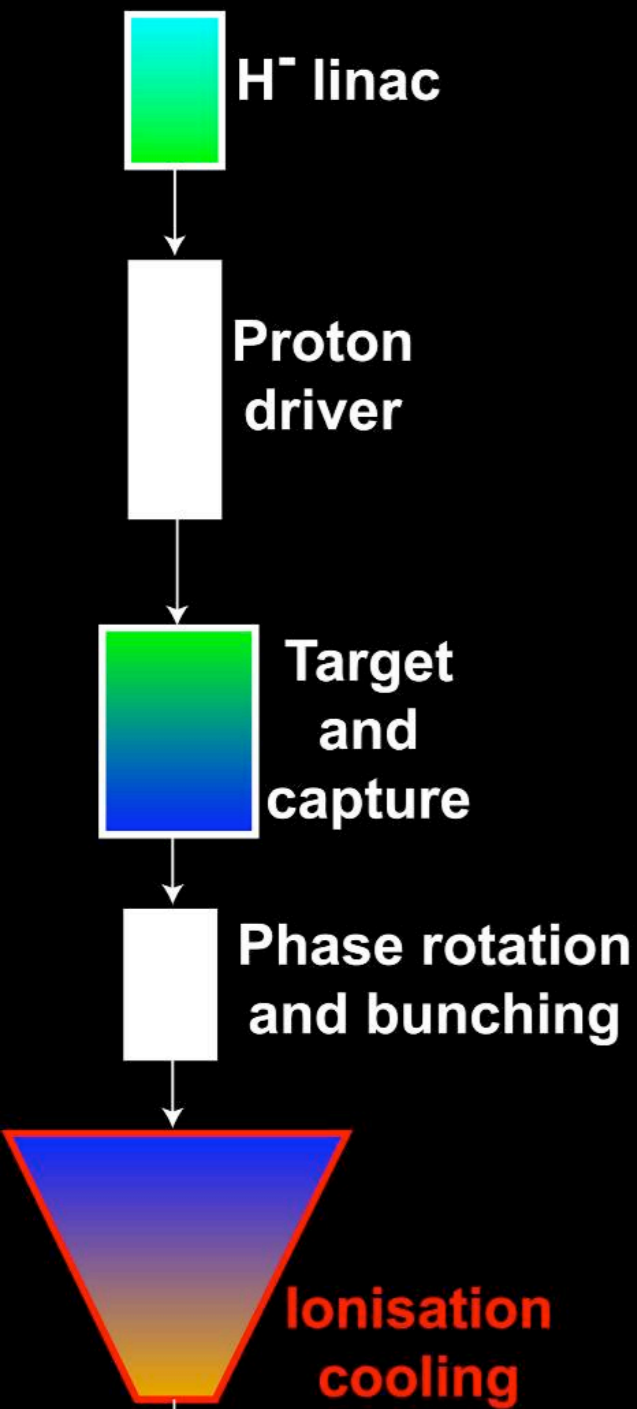 H⁻ linac
Proton
driver
Target
and
capture
Phase rotation
and bunching
Ionisation
cooling